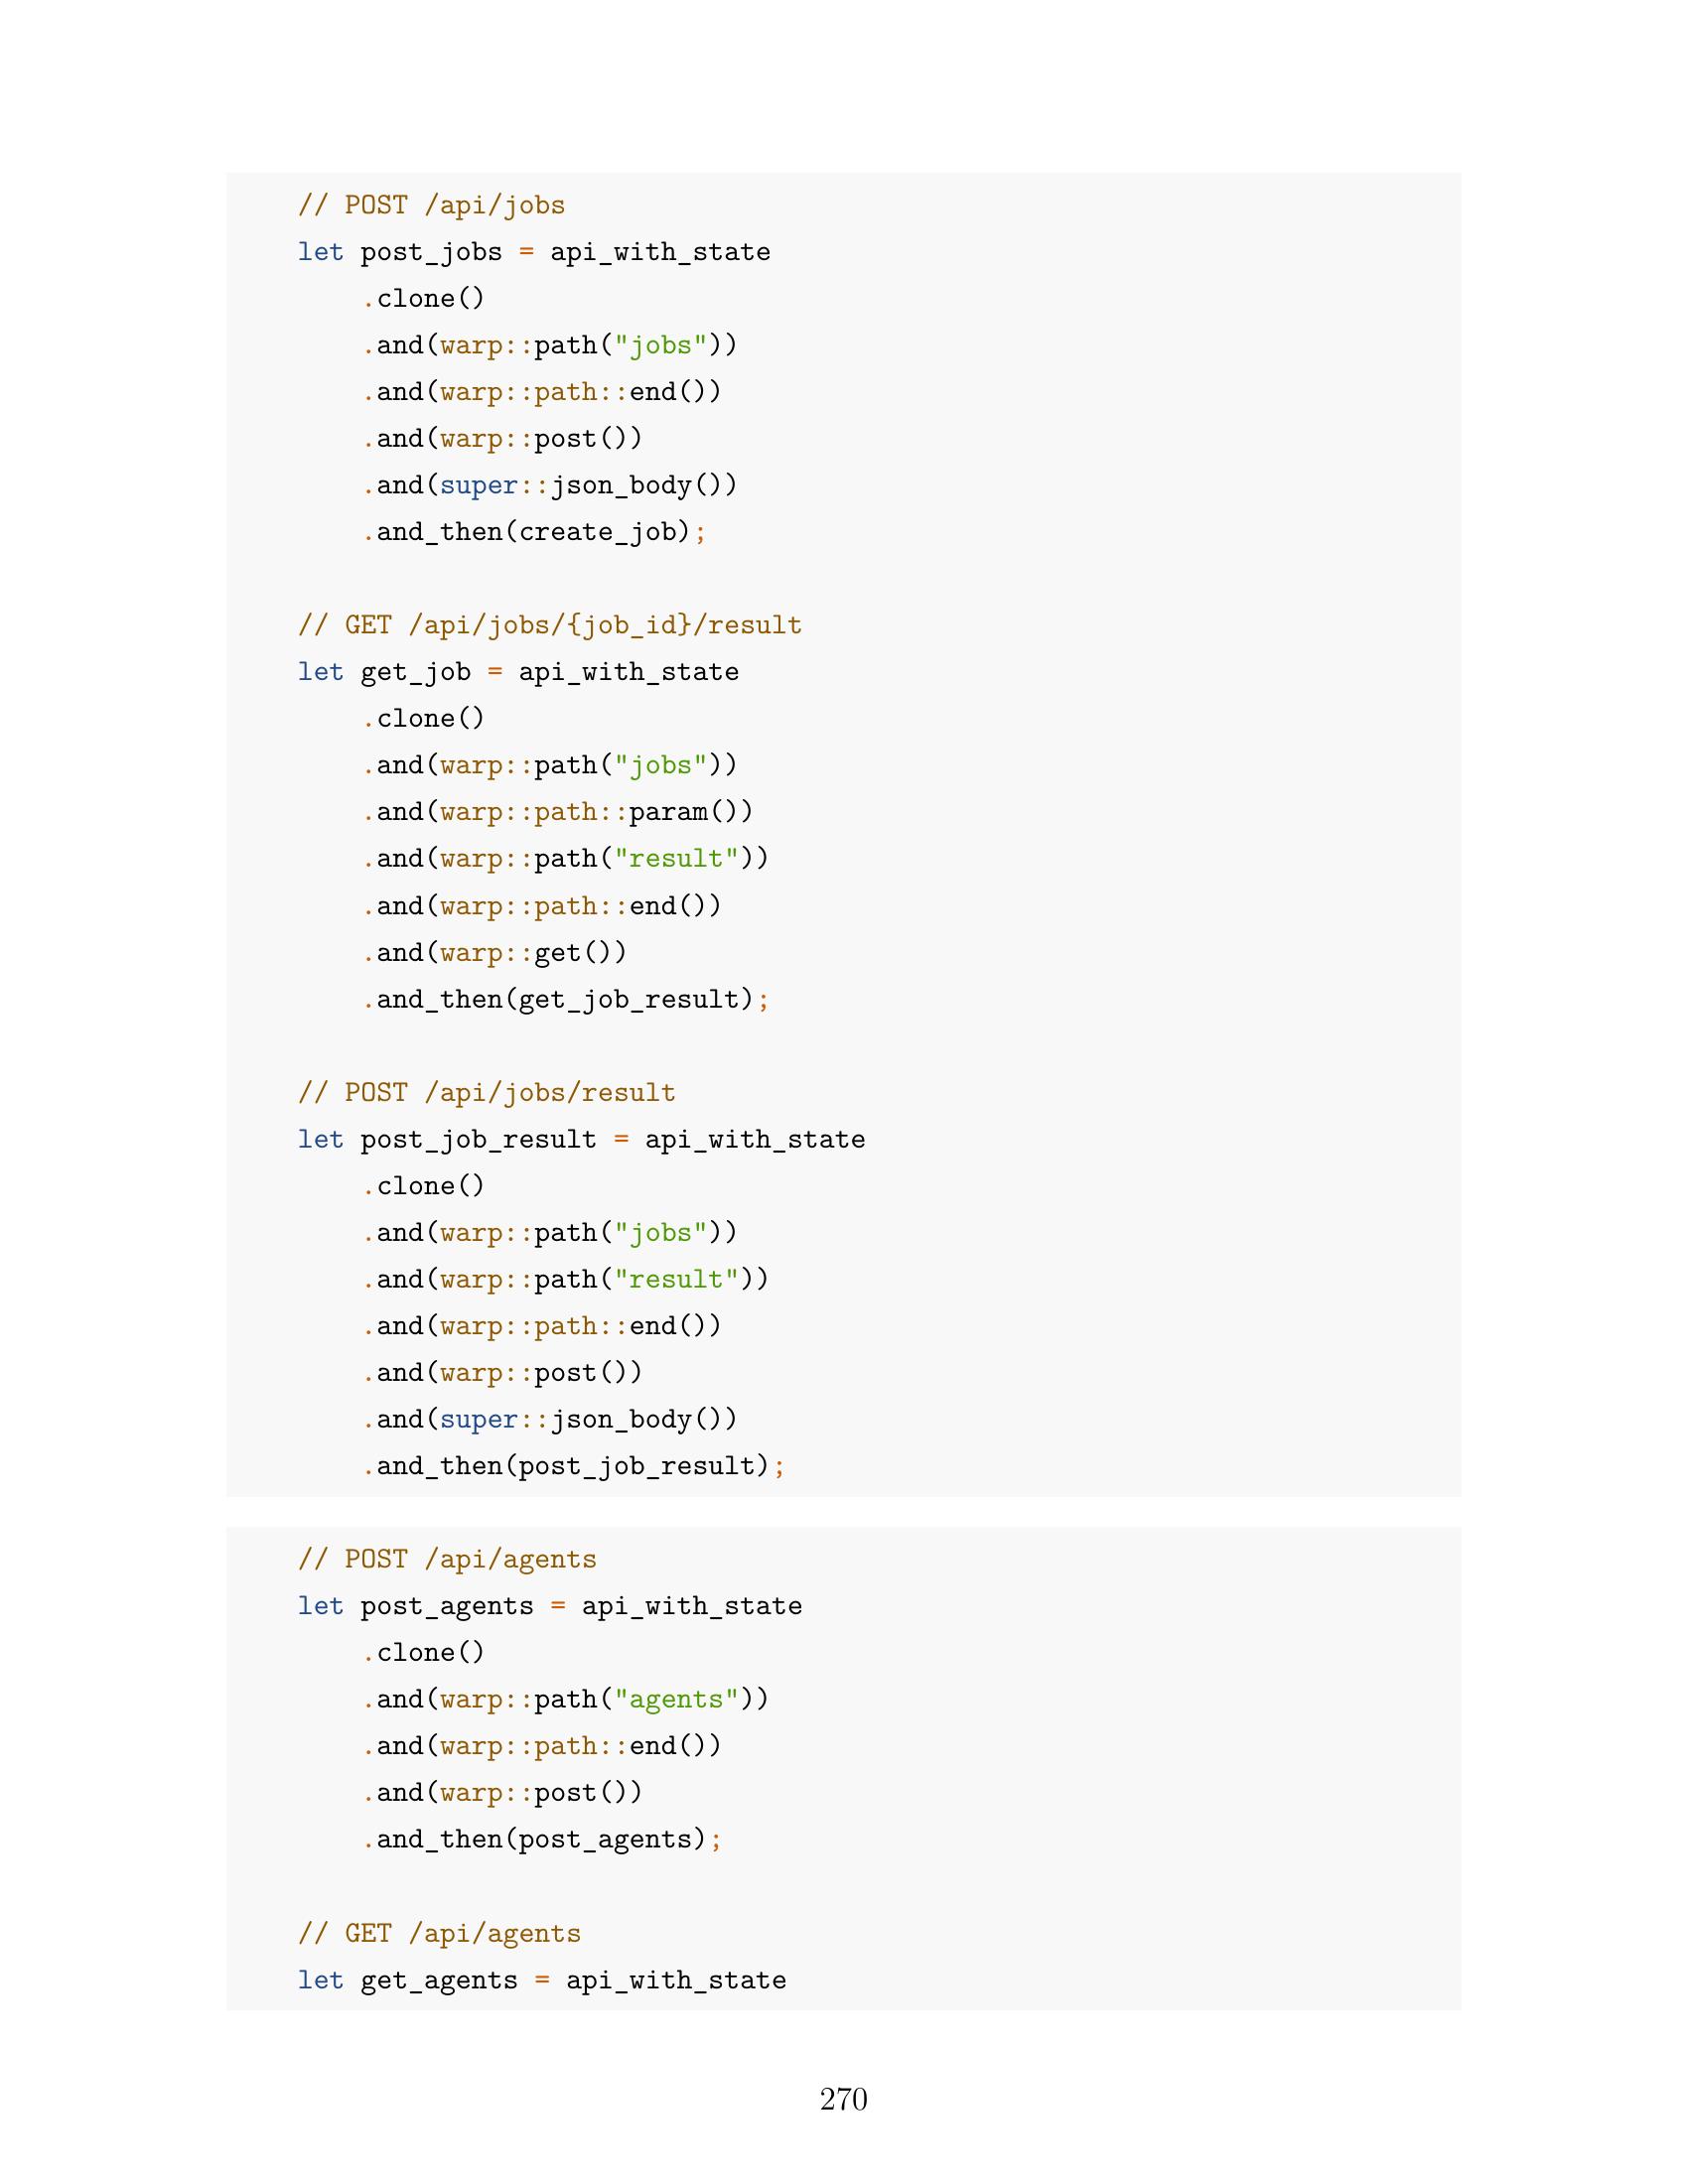 // POST /api/jobs
let post_jobs = api_with_state
    .clone()
    .and(warp::path("jobs"))
    .and(warp::path::end())
    .and(warp::post())
    .and(super::json_body())
    .and_then(create_job);

// GET /api/jobs/{job_id}/result
let get_job = api_with_state
    .clone()
    .and(warp::path("jobs"))
    .and(warp::path::param())
    .and(warp::path("result"))
    .and(warp::path::end())
    .and(warp::get())
    .and_then(get_job_result);

// POST /api/jobs/result
let post_job_result = api_with_state
    .clone()
    .and(warp::path("jobs"))
    .and(warp::path("result"))
    .and(warp::path::end())
    .and(warp::post())
    .and(super::json_body())
    .and_then(post_job_result);

// POST /api/agents
let post_agents = api_with_state
    .clone()
    .and(warp::path("agents"))
    .and(warp::path::end())
    .and(warp::post())
    .and_then(post_agents);

// GET /api/agents
let get_agents = api_with_state
270